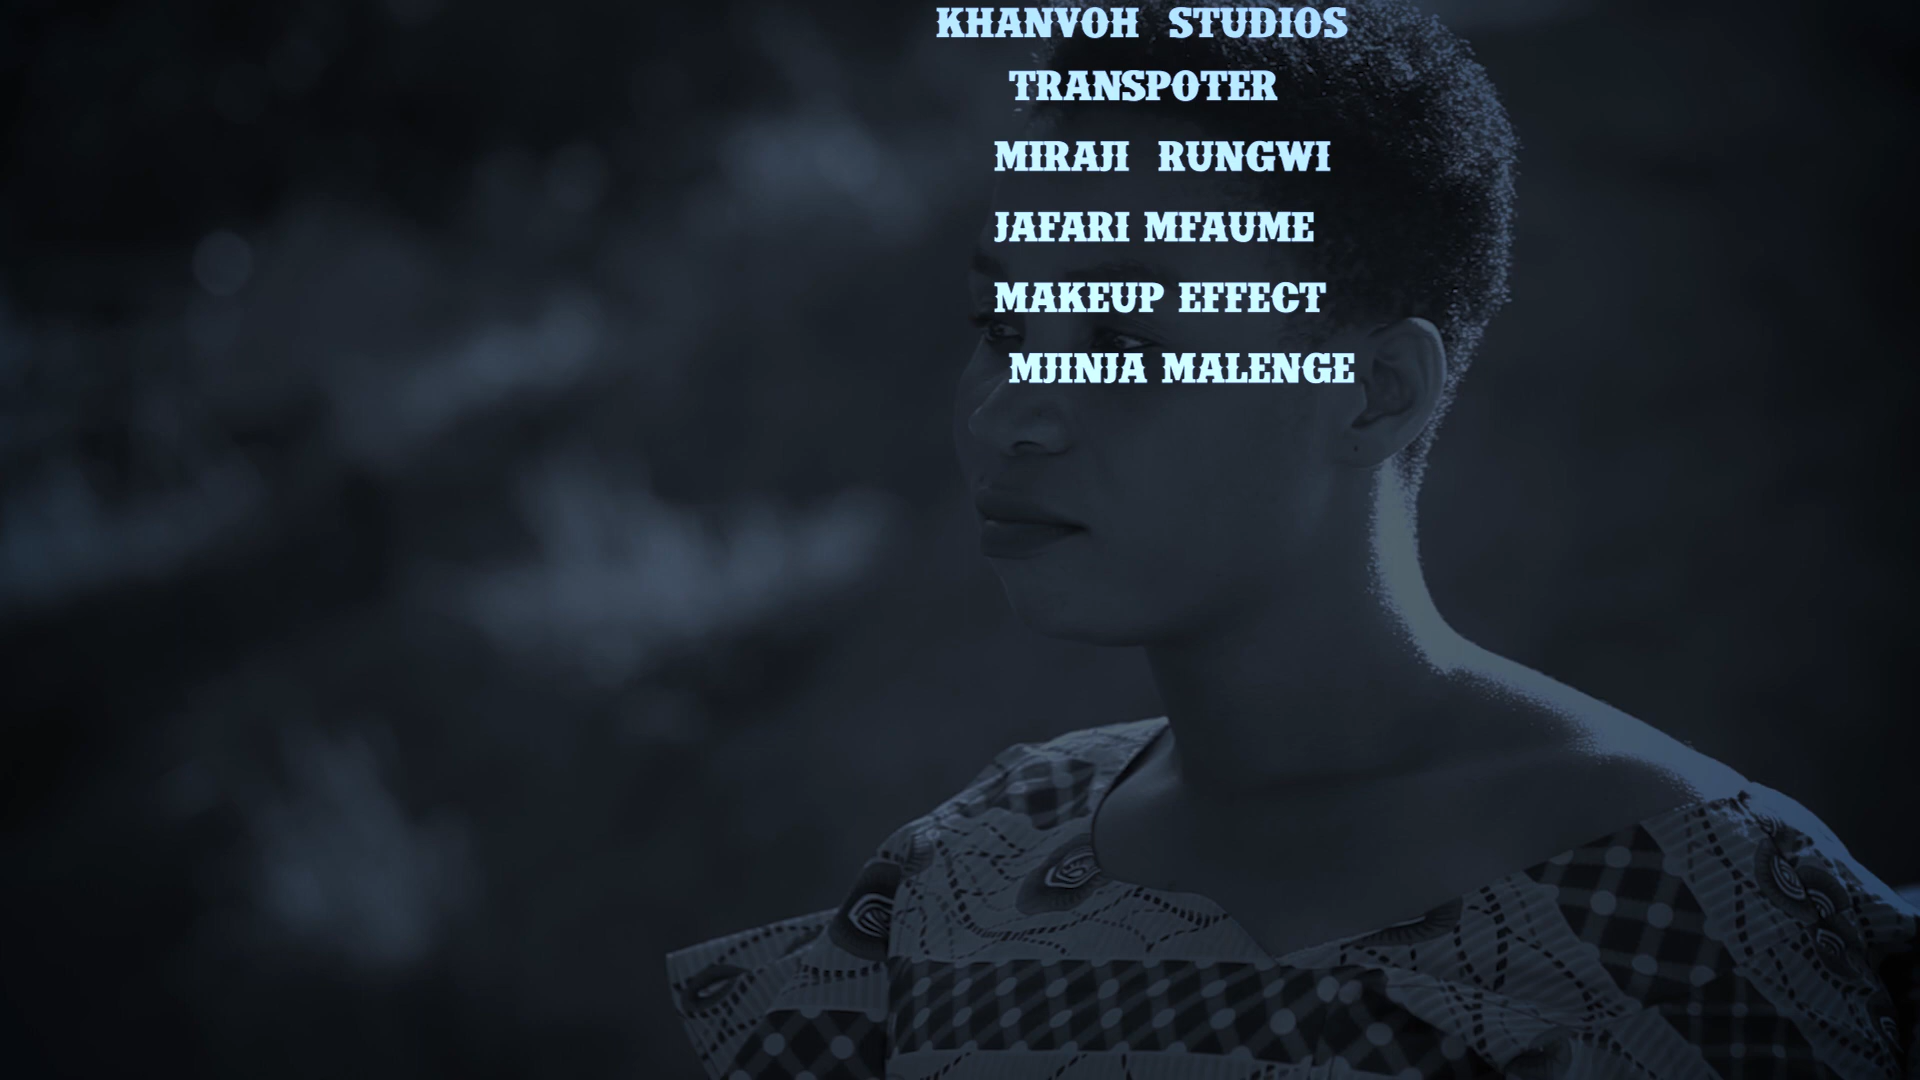 KHANVOH STUDIOS
TRANSPOTER
MIRAJI RUNGWI
JAFARI MFAUME
MAKEUP EFFECT
MJINJA MALENGE